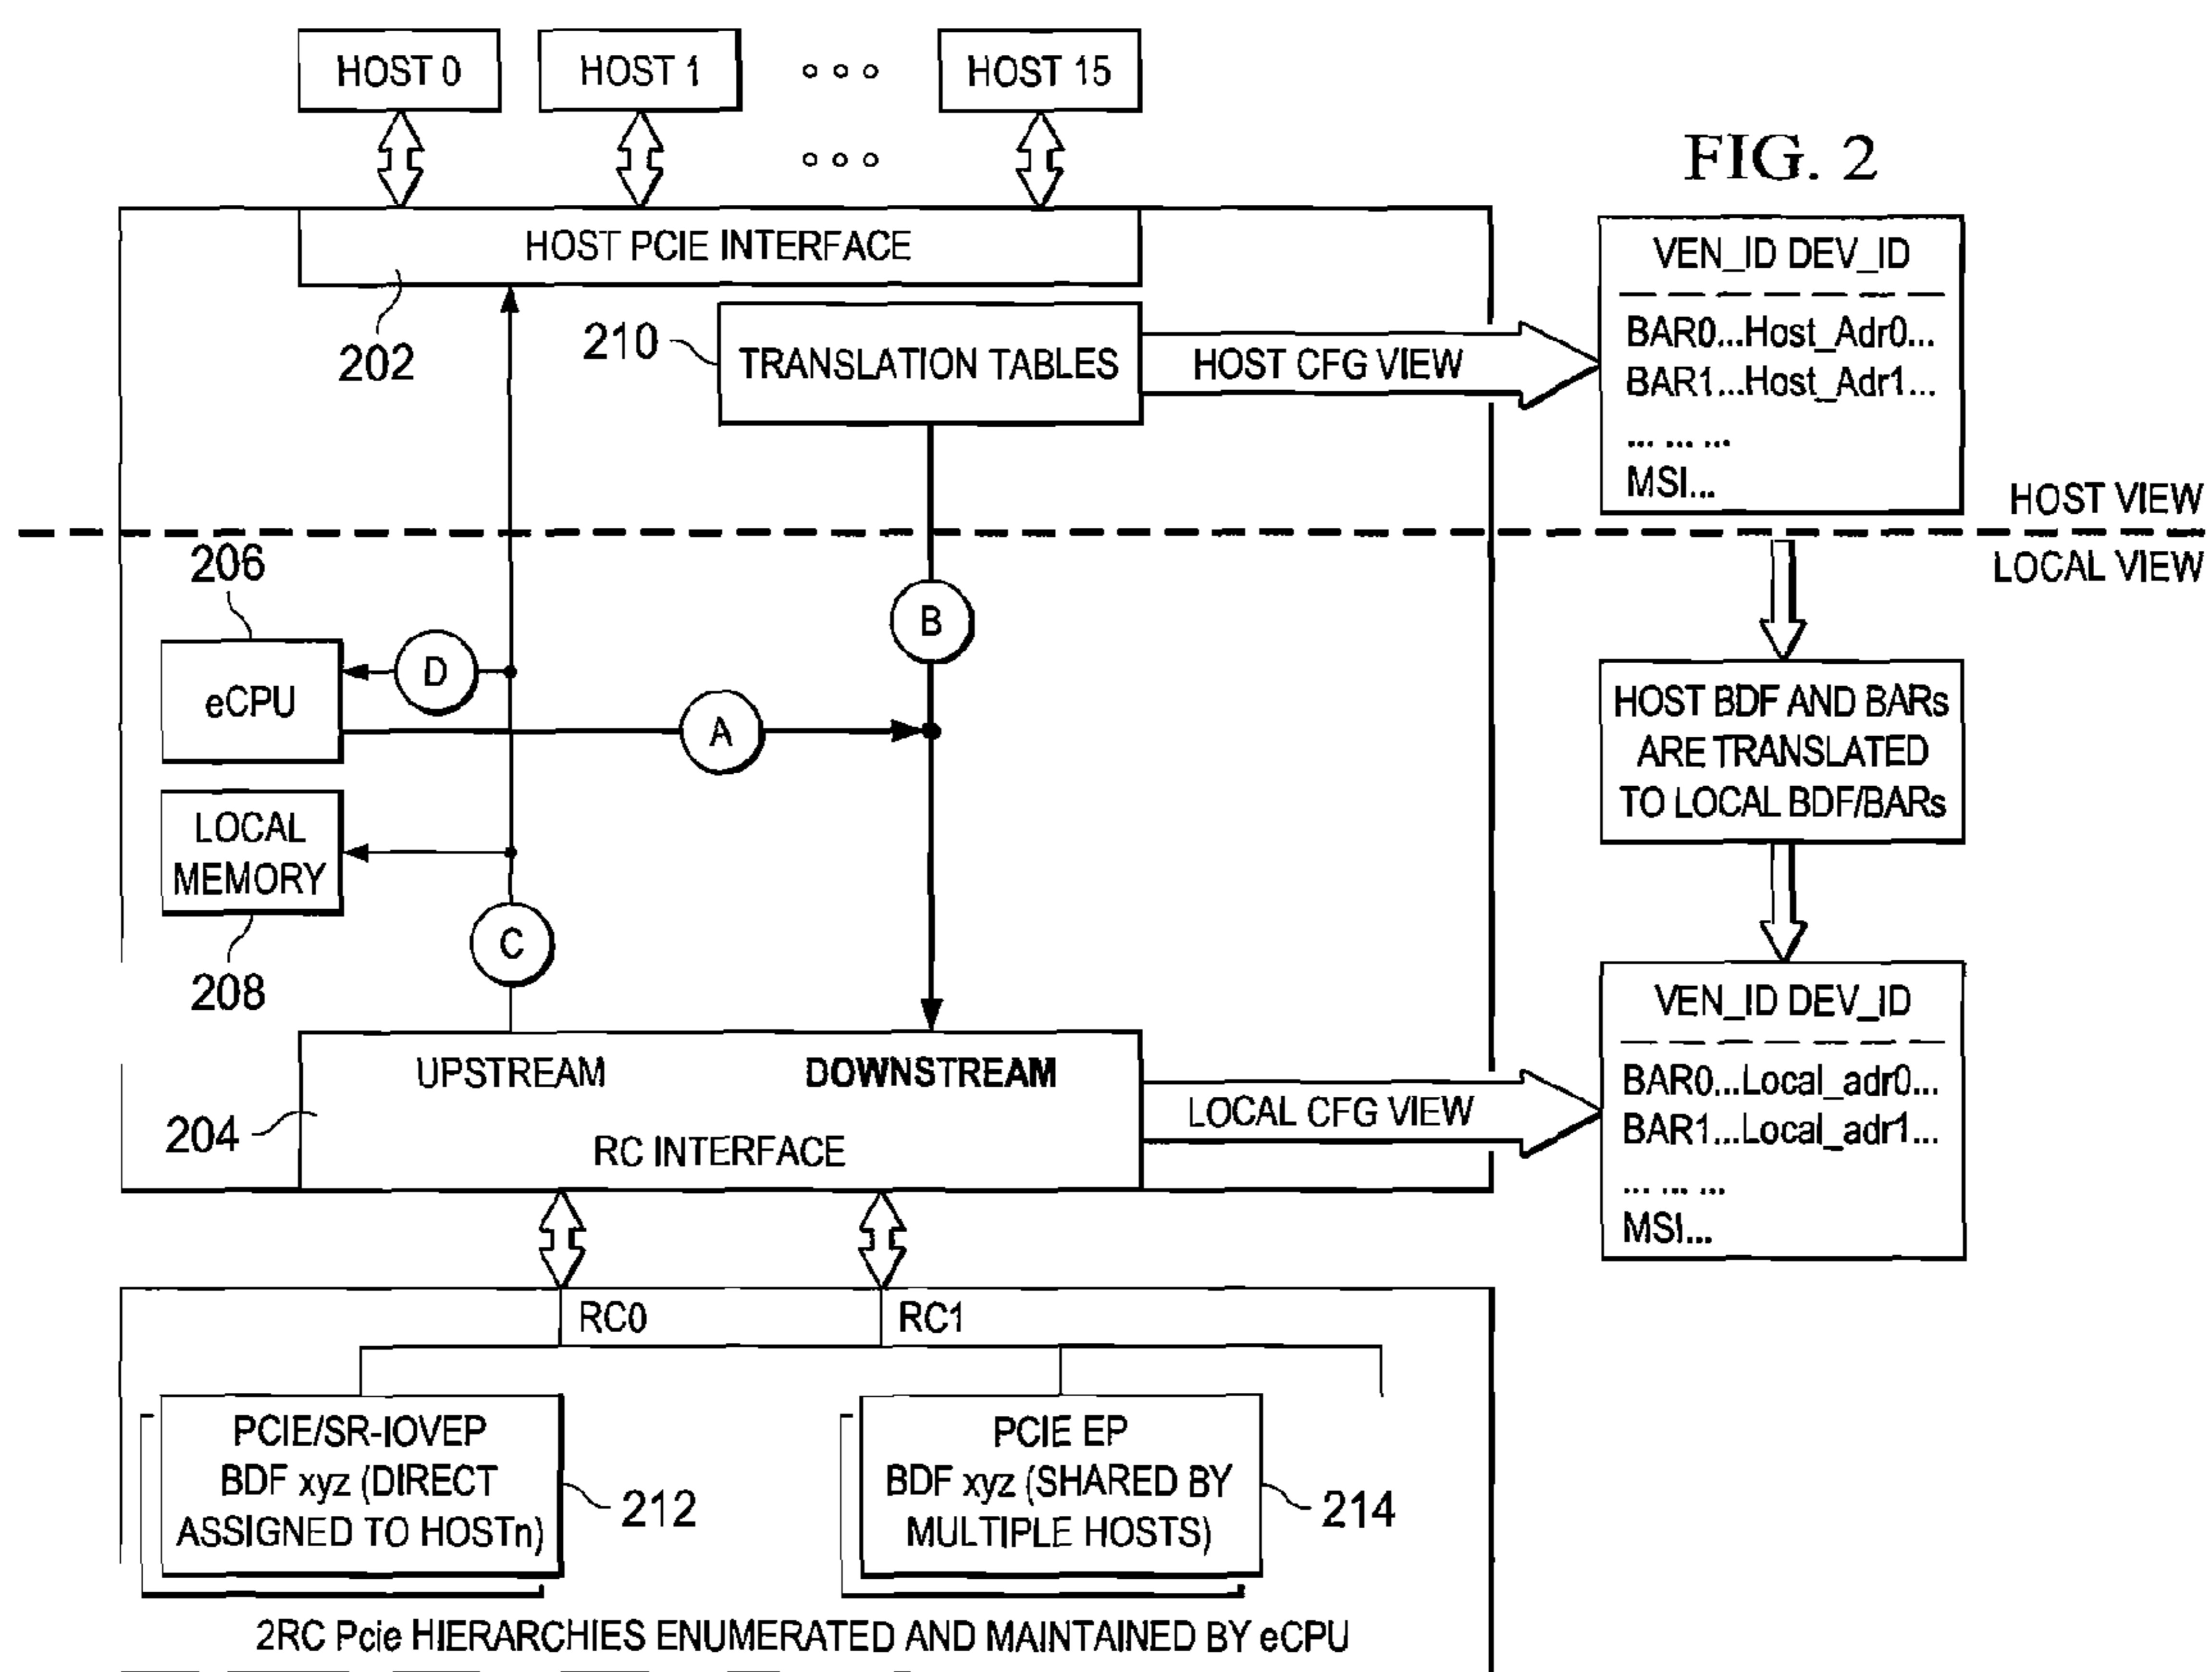 HOST 0
HOST 1
HOST 15
FIG. 2
HOST PCIE INTERFACE
202
210
TRANSLATION TABLES
HOST CFG VIEW
VEN_ID DEV_ID
BAR0...Host_Adr0...
BAR1...Host_Adr1...
... ... ...
MSI...
HOST VIEW
LOCAL VIEW
206
eCPU
D
B
A
LOCAL
MEMORY
208
C
HOST BDF AND BARs
ARE TRANSLATED
TO LOCAL BDF/BARs
UPSTREAM
DOWNSTREAM
204
RC INTERFACE
LOCAL CFG VIEW
VEN_ID DEV_ID
BAR0...Local_adr0...
BAR1...Local_adr1...
... ... ...
MSI...
RC0
RC1
PCIE/SR-IOVEP
BDF xyz (DIRECT
ASSIGNED TO HOSTn)
212
PCIE EP
BDF xyz (SHARED BY
MULTIPLE HOSTS)
214
2RC Pcie HIERARCHIES ENUMERATED AND MAINTAINED BY eCPU